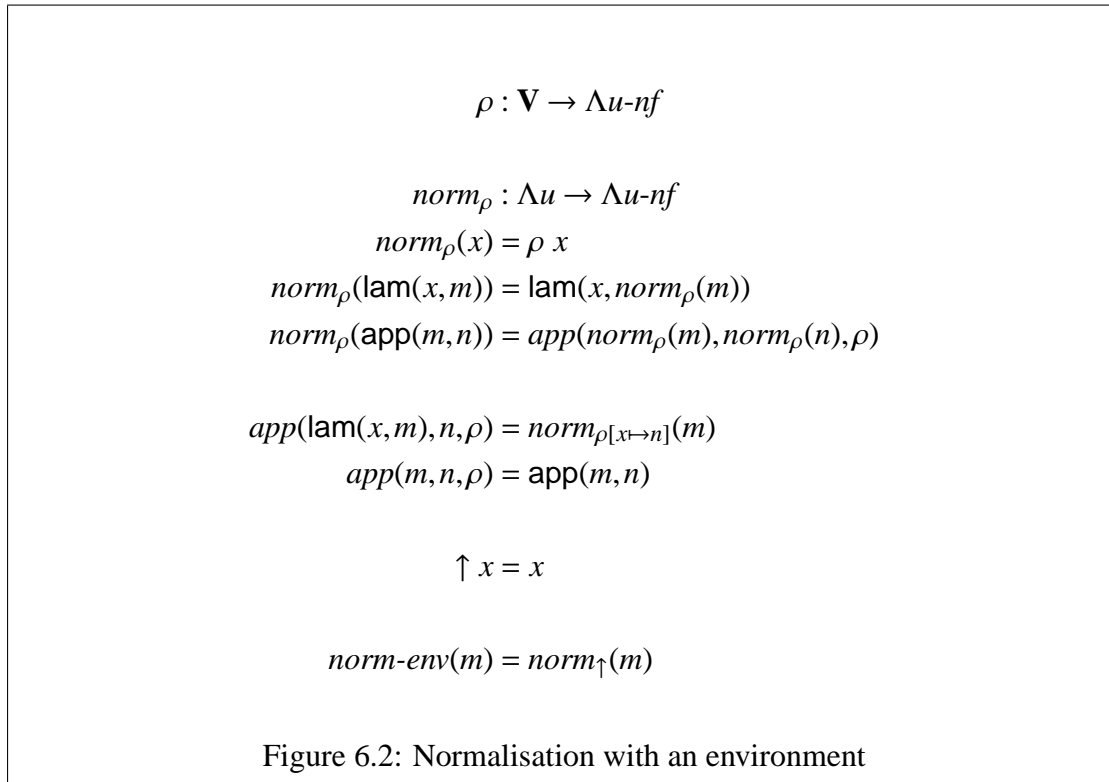 ρ : V → Λu-nf
norm_ρ : Λu → Λu-nf
norm_ρ(x) = ρ x
norm_ρ(lam(x,m)) = lam(x,norm_ρ(m))
norm_ρ(app(m,n)) = app(norm_ρ(m),norm_ρ(n),ρ)
app(lam(x,m),n,ρ) = norm_ρ[x↦n](m)
app(m,n,ρ) = app(m,n)
↑ x = x
norm-env(m) = norm_↑(m)
Figure 6.2: Normalisation with an environment